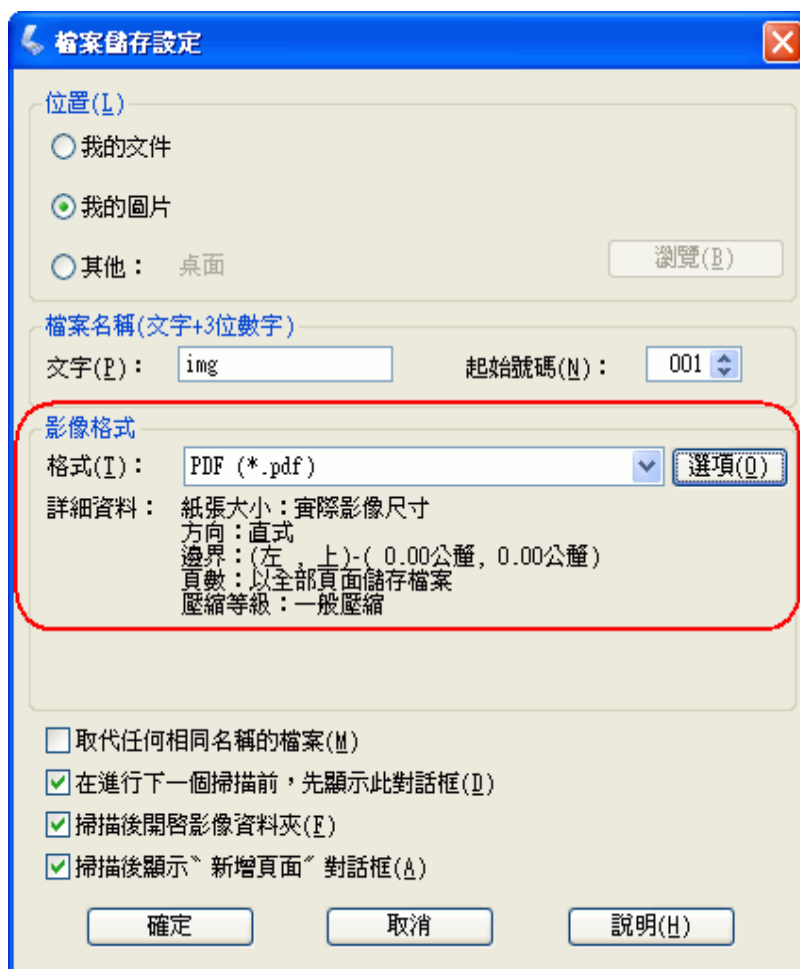 檔案儲存設定
位置(L)
我的文件
我的圖片
其他： 桌面 瀏覽(B)
檔案名稱(文字+3位數字)
文字(P)： img 起始號碼(N)： 001
影像格式
格式(T)： PDF (*.pdf) 選項(O)
詳細資料： 紙張大小：實際影像尺寸
方向：直式
邊界：(左 , 上)-( 0.00公釐, 0.00公釐)
頁數：以全部頁面儲存檔案
壓縮等級：一般壓縮
取代任何相同名稱的檔案(M)
在進行下一個掃描前，先顯示此對話框(D)
掃描後開啟影像資料夾(F)
掃描後顯示〝新增頁面〞對話框(A)
確定 取消 說明(H)